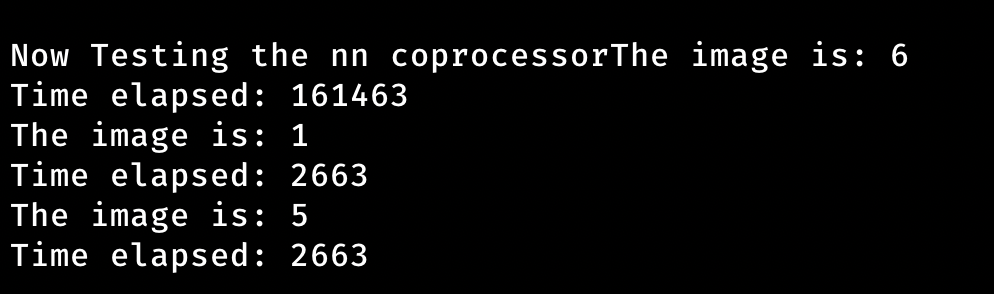 Now Testing the nn coprocessorThe image is: 6
Time elapsed: 161463
The image is: 1
Time elapsed: 2663
The image is: 5
Time elapsed: 2663